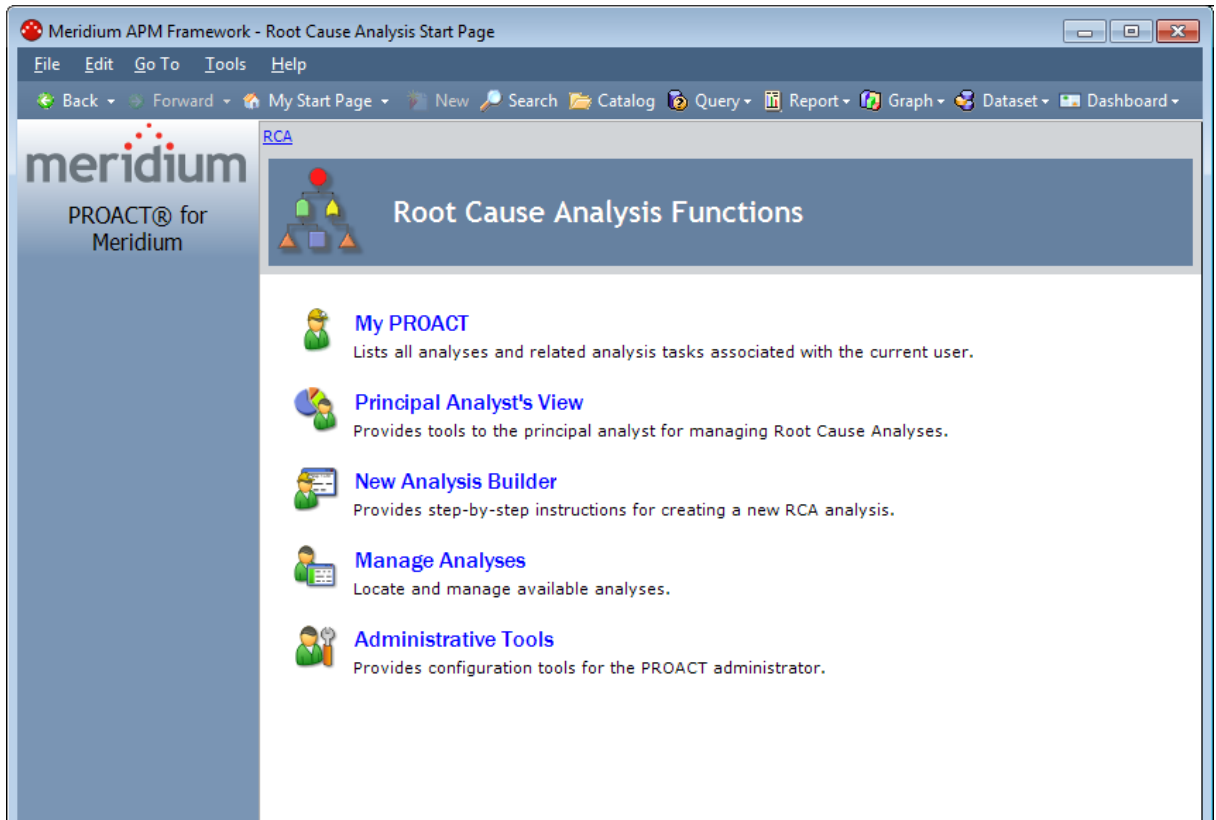 Meridium APM Framework - Root Cause Analysis Start Page
File Edit Go To Tools Help
Back Forward My Start Page New Search Catalog Query Report Graph Dataset Dashboard
meridium
PROACT® for
Meridium
RCA
Root Cause Analysis Functions
My PROACT
Lists all analyses and related analysis tasks associated with the current user.
Principal Analyst's View
Provides tools to the principal analyst for managing Root Cause Analyses.
New Analysis Builder
Provides step-by-step instructions for creating a new RCA analysis.
Manage Analyses
Locate and manage available analyses.
Administrative Tools
Provides configuration tools for the PROACT administrator.